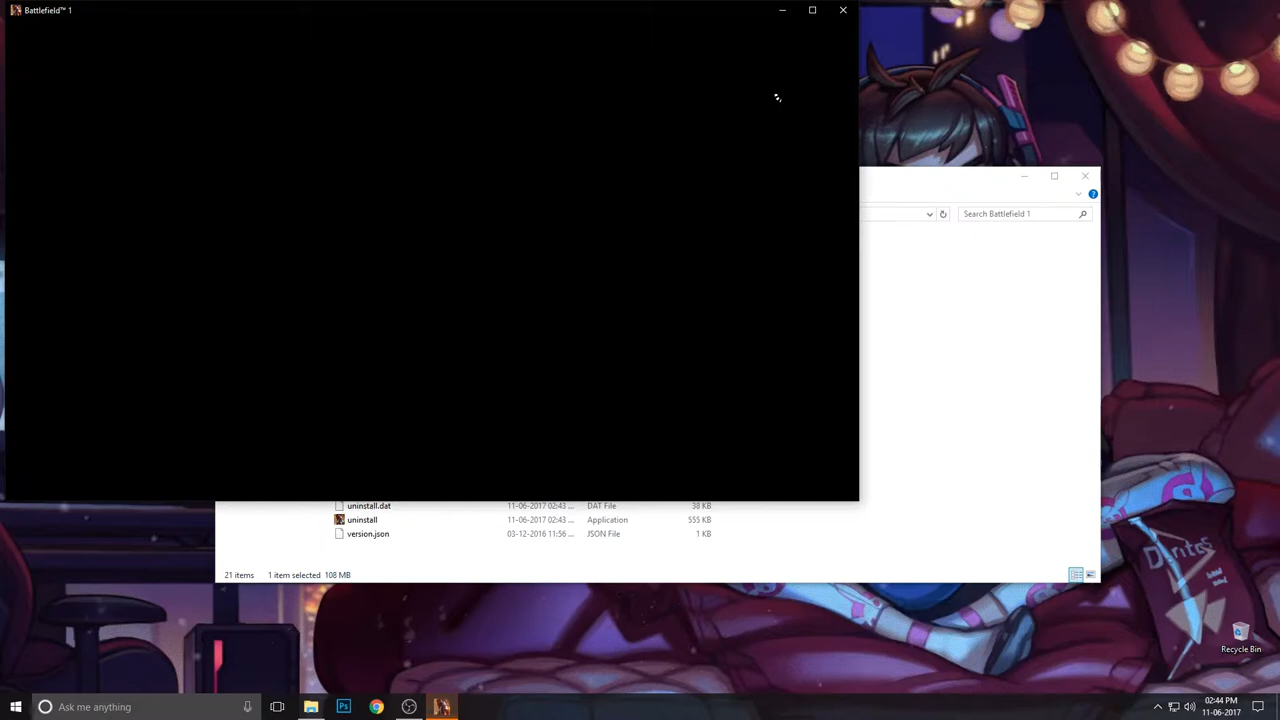 Battlefield™ 1
Search Battlefield 1
uninstall.dat 11-06-2017 02:43 ... DAT File 38 KB
uninstall 11-06-2017 02:43 ... Application 555 KB
version.json 03-12-2016 11:56 ... JSON File 1 KB
21 items 1 item selected 108 MB
Doritos
Recycle Bin
Ask me anything
02:44 PM
11-06-2017